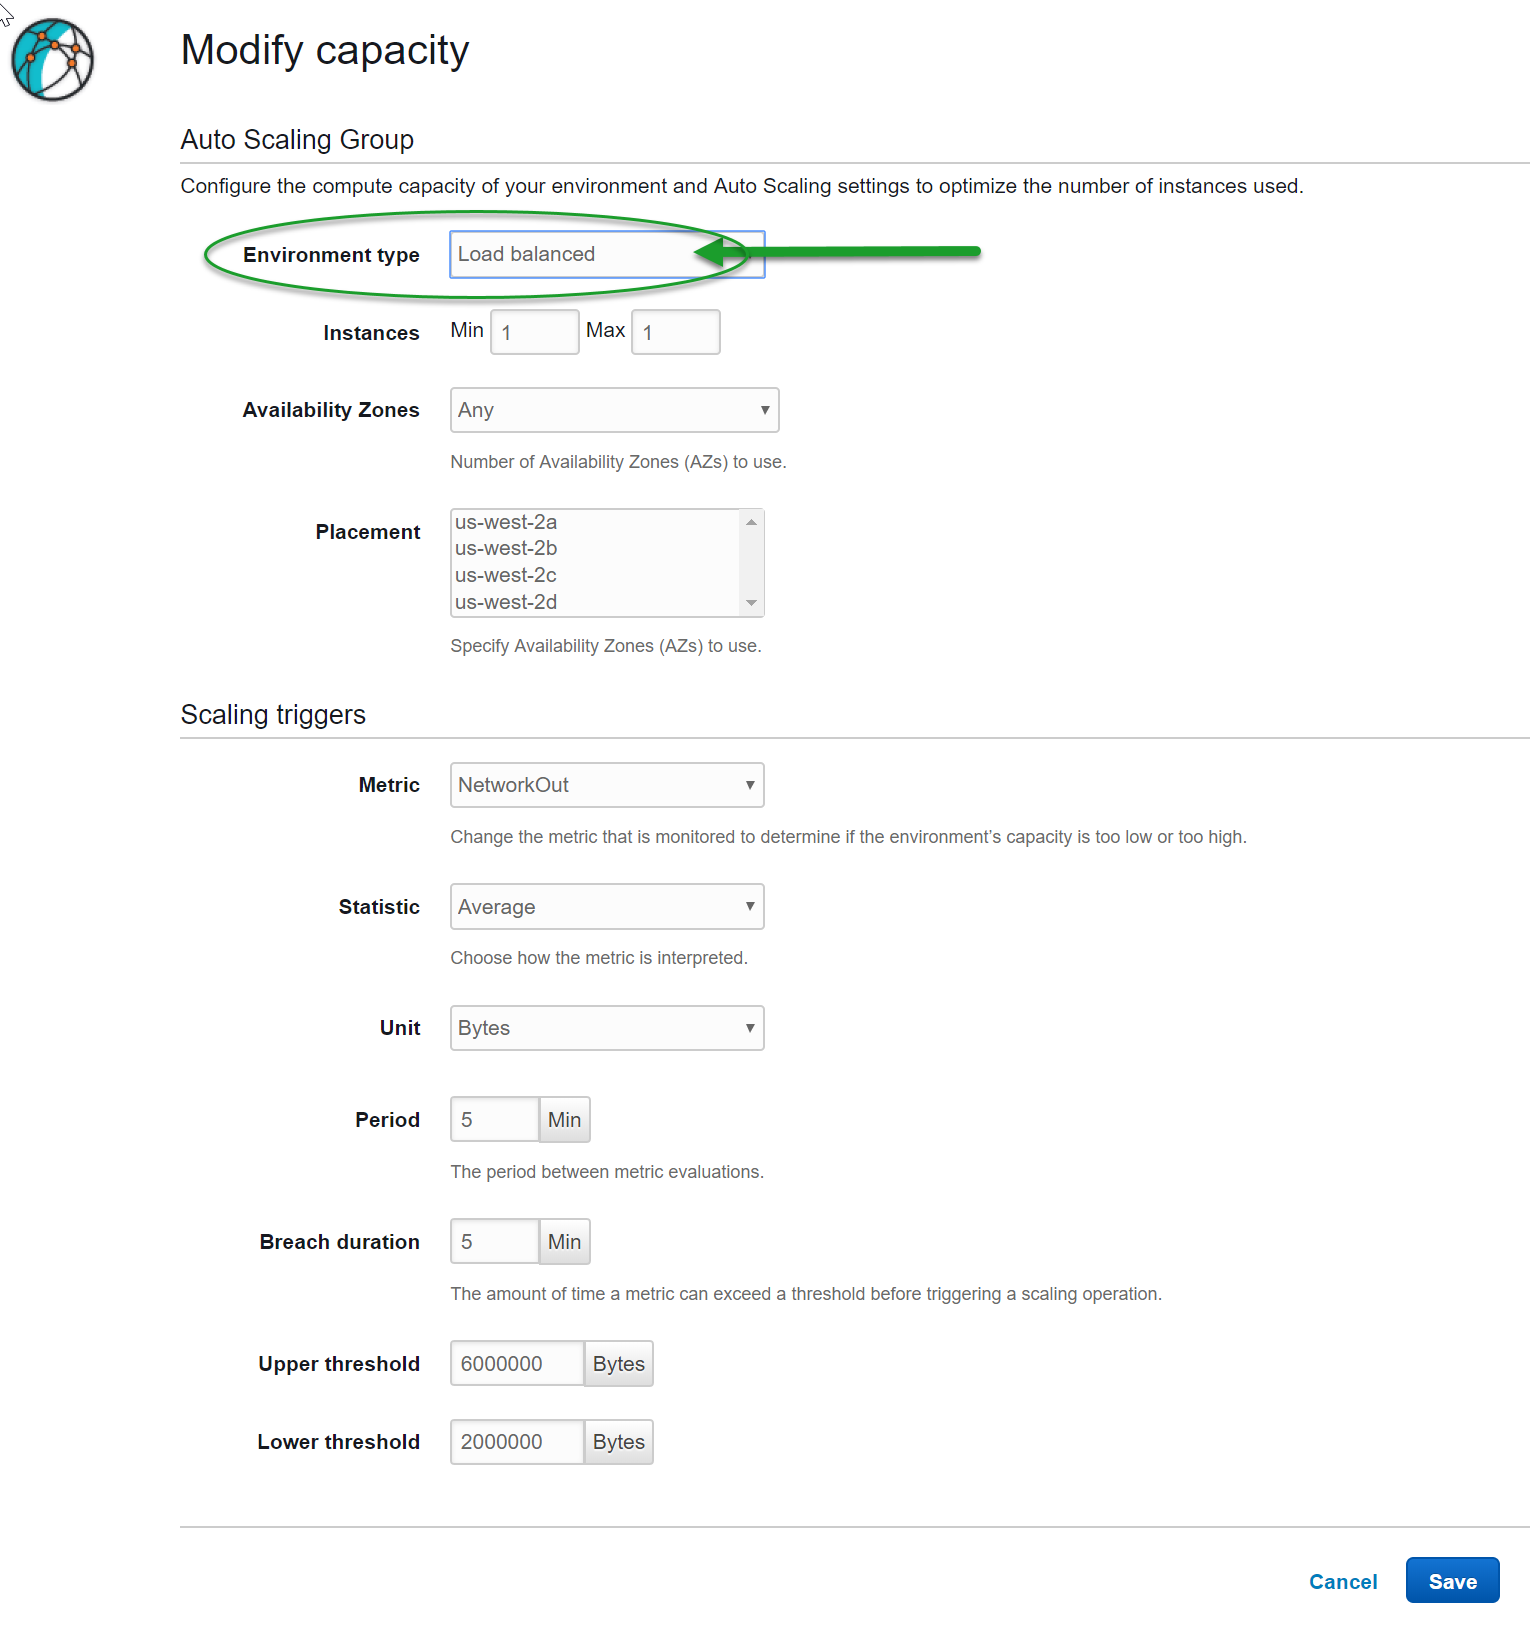 Modify capacity
Auto Scaling Group
Configure the compute capacity of your environment and Auto Scaling settings to optimize the number of instances used.
Environment type Load balanced
Instances Min 1 Max 1
Availability Zones Any
Number of Availability Zones (AZs) to use.
Placement us-west-2a
us-west-2b
us-west-2c
us-west-2d
Specify Availability Zones (AZs) to use.
Scaling triggers
Metric NetworkOut
Change the metric that is monitored to determine if the environment's capacity is too low or too high.
Statistic Average
Choose how the metric is interpreted.
Unit Bytes
Period 5 Min
The period between metric evaluations.
Breach duration 5 Min
The amount of time a metric can exceed a threshold before triggering a scaling operation.
Upper threshold 6000000 Bytes
Lower threshold 2000000 Bytes
Cancel Save